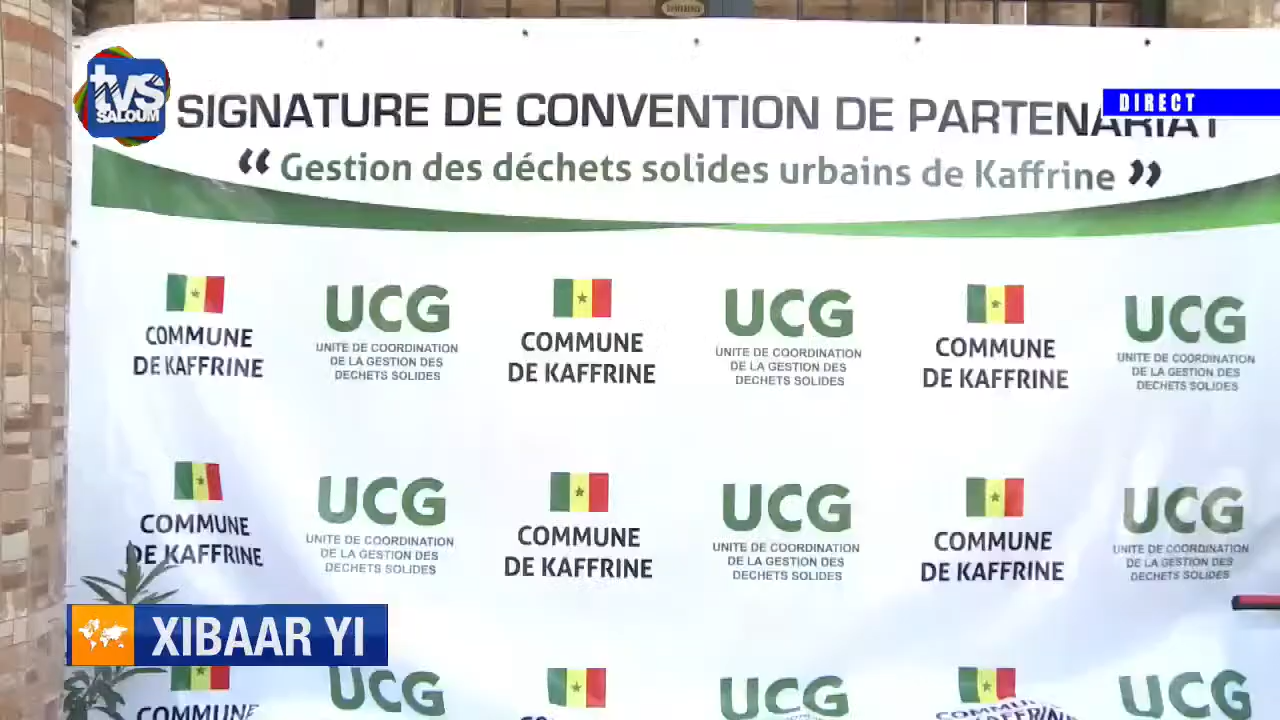 CONFERENCE
tvs
SALOUM
SIGNATURE DE CONVENTION DE PARTENARIAT
DIRECT
“ Gestion des déchets solides urbains de Kaffrine ”
COMMUNE
DE KAFFRINE
UCG
UNITE DE COORDINATION
DE LA GESTION DES
DECHETS SOLIDES
COMMUNE
DE KAFFRINE
UCG
UNITE DE COORDINATION
DE LA GESTION DES
DECHETS SOLIDES
COMMUNE
DE KAFFRINE
UCG
UNITE DE COORDINATION
DE LA GESTION DES
DECHETS SOLIDES
COMMUNE
DE KAFFRINE
UCG
UNITE DE COORDINATION
DE LA GESTION DES
DECHETS SOLIDES
COMMUNE
DE KAFFRINE
UCG
UNITE DE COORDINATION
DE LA GESTION DES
DECHETS SOLIDES
COMMUNE
DE KAFFRINE
UCG
UNITE DE COORDINATION
DE LA GESTION DES
DECHETS SOLIDES
XIBAAR YI
COMMUNE
UCG
UCG
COMMUNE
KAFFRINE
UCG